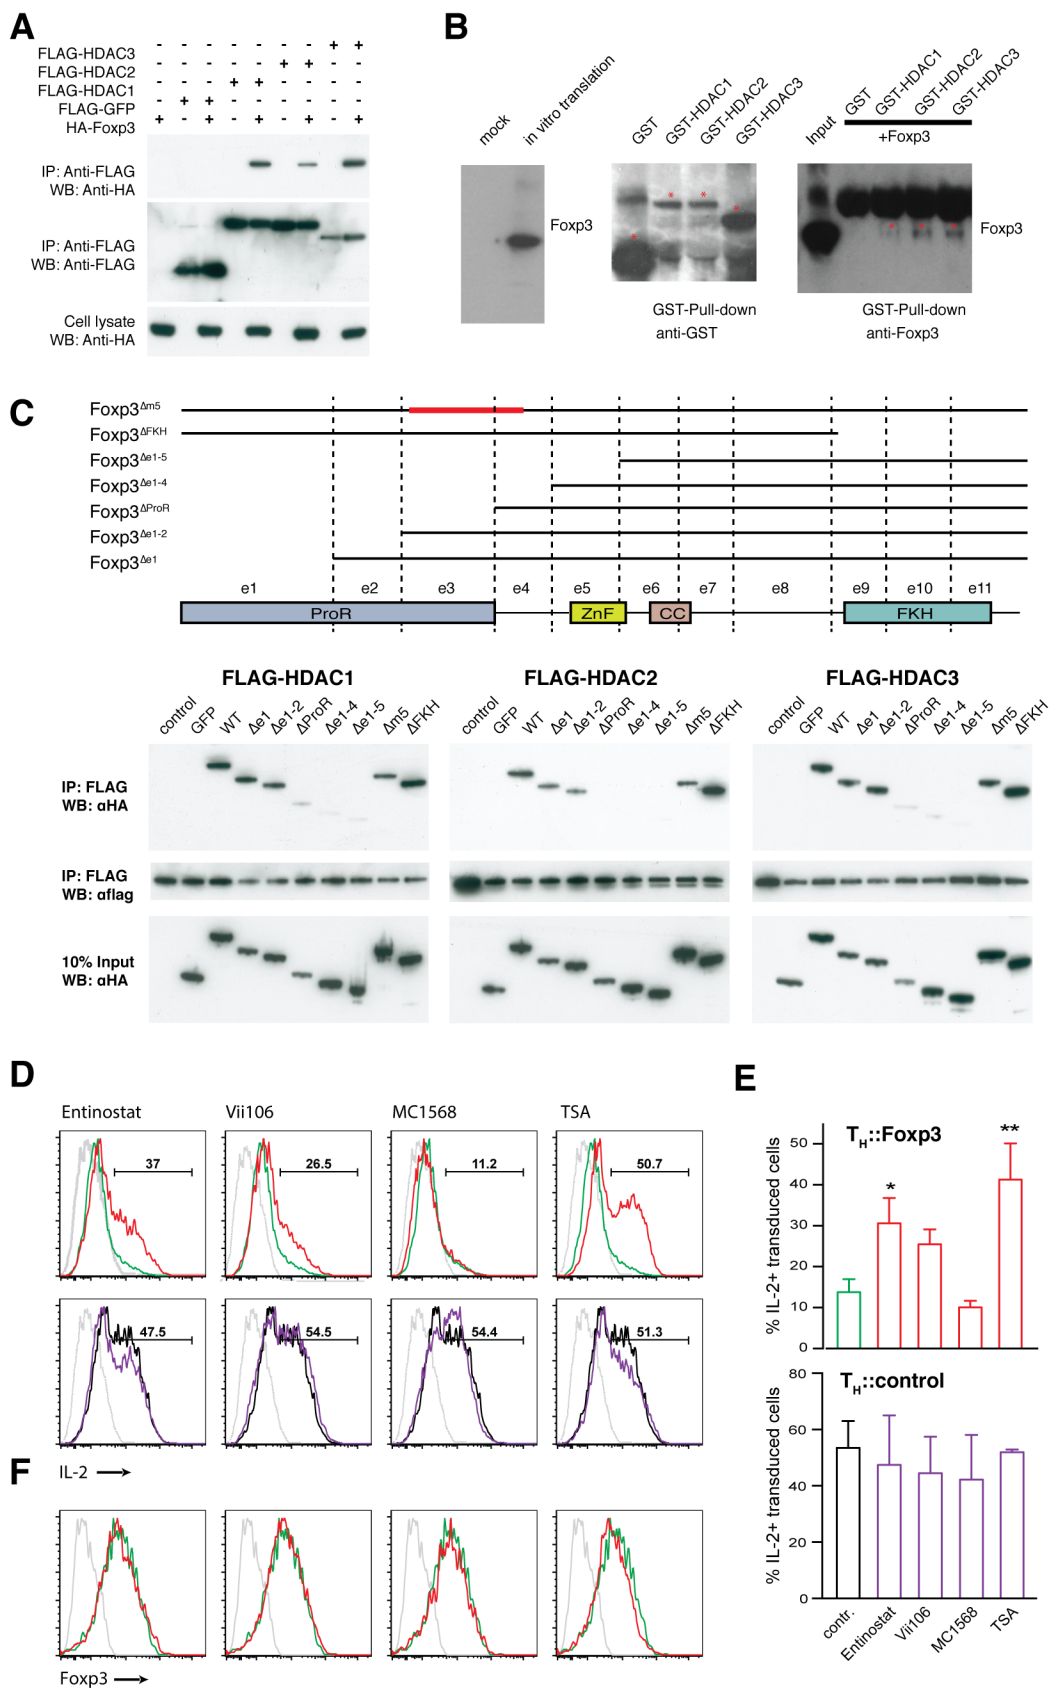 A
FLAG-HDAC3 - - - - - - - + +
FLAG-HDAC2 - - - - - + + - -
FLAG-HDAC1 - - - + + - - - -
FLAG-GFP - + + - - - - - -
HA-Foxp3 + - + - + - + - +
IP: Anti-FLAG
WB: Anti-HA
IP: Anti-FLAG
WB: Anti-FLAG
Cell lysate
WB: Anti-HA
B
mock
in vitro translation
Foxp3
GST
GST-HDAC1
GST-HDAC2
GST-HDAC3
* * * *
GST-Pull-down
anti-GST
Input
GST
GST-HDAC1
GST-HDAC2
GST-HDAC3
+Foxp3
* * *
Foxp3
GST-Pull-down
anti-Foxp3
C
Foxp3Δm5
Foxp3ΔFKH
Foxp3Δe1-5
Foxp3Δe1-4
Foxp3ΔProR
Foxp3Δe1-2
Foxp3Δe1
e1 e2 e3 e4 e5 e6 e7 e8 e9 e10 e11
ProR ZnF CC FKH
FLAG-HDAC1 FLAG-HDAC2 FLAG-HDAC3
control GFP WT Δe1 Δe1-2 ΔProR Δe1-4 Δe1-5 Δm5 ΔFKH
control GFP WT Δe1 Δe1-2 ΔProR Δe1-4 Δe1-5 Δm5 ΔFKH
control GFP WT Δe1 Δe1-2 ΔProR Δe1-4 Δe1-5 Δm5 ΔFKH
IP: FLAG
WB: αHA
IP: FLAG
WB: αflag
10% Input
WB: αHA
D
Entinostat Vii106 MC1568 TSA
37 26.5 11.2 50.7
47.5 54.5 54.4 51.3
IL-2
E
TH::Foxp3
% IL-2+ transduced cells
50
40
30
20
10
0
*
**
TH::control
% IL-2+ transduced cells
80
60
40
20
0
contr. Entinostat Vii106 MC1568 TSA
F
Foxp3